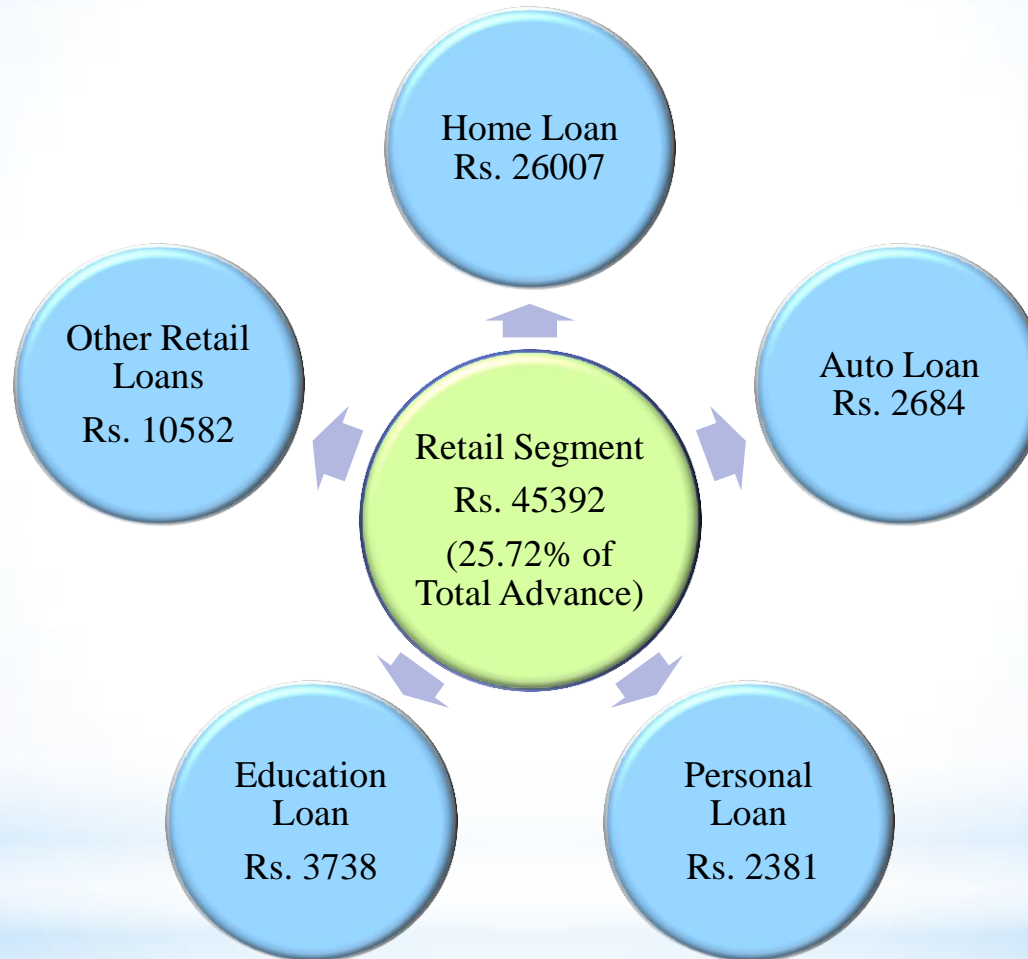 Home Loan
Rs. 26007
Other Retail
Loans
Rs. 10582
Auto Loan
Rs. 2684
Retail Segment
Rs. 45392
(25.72% of
Total Advance)
Education
Loan
Rs. 3738
Personal
Loan
Rs. 2381